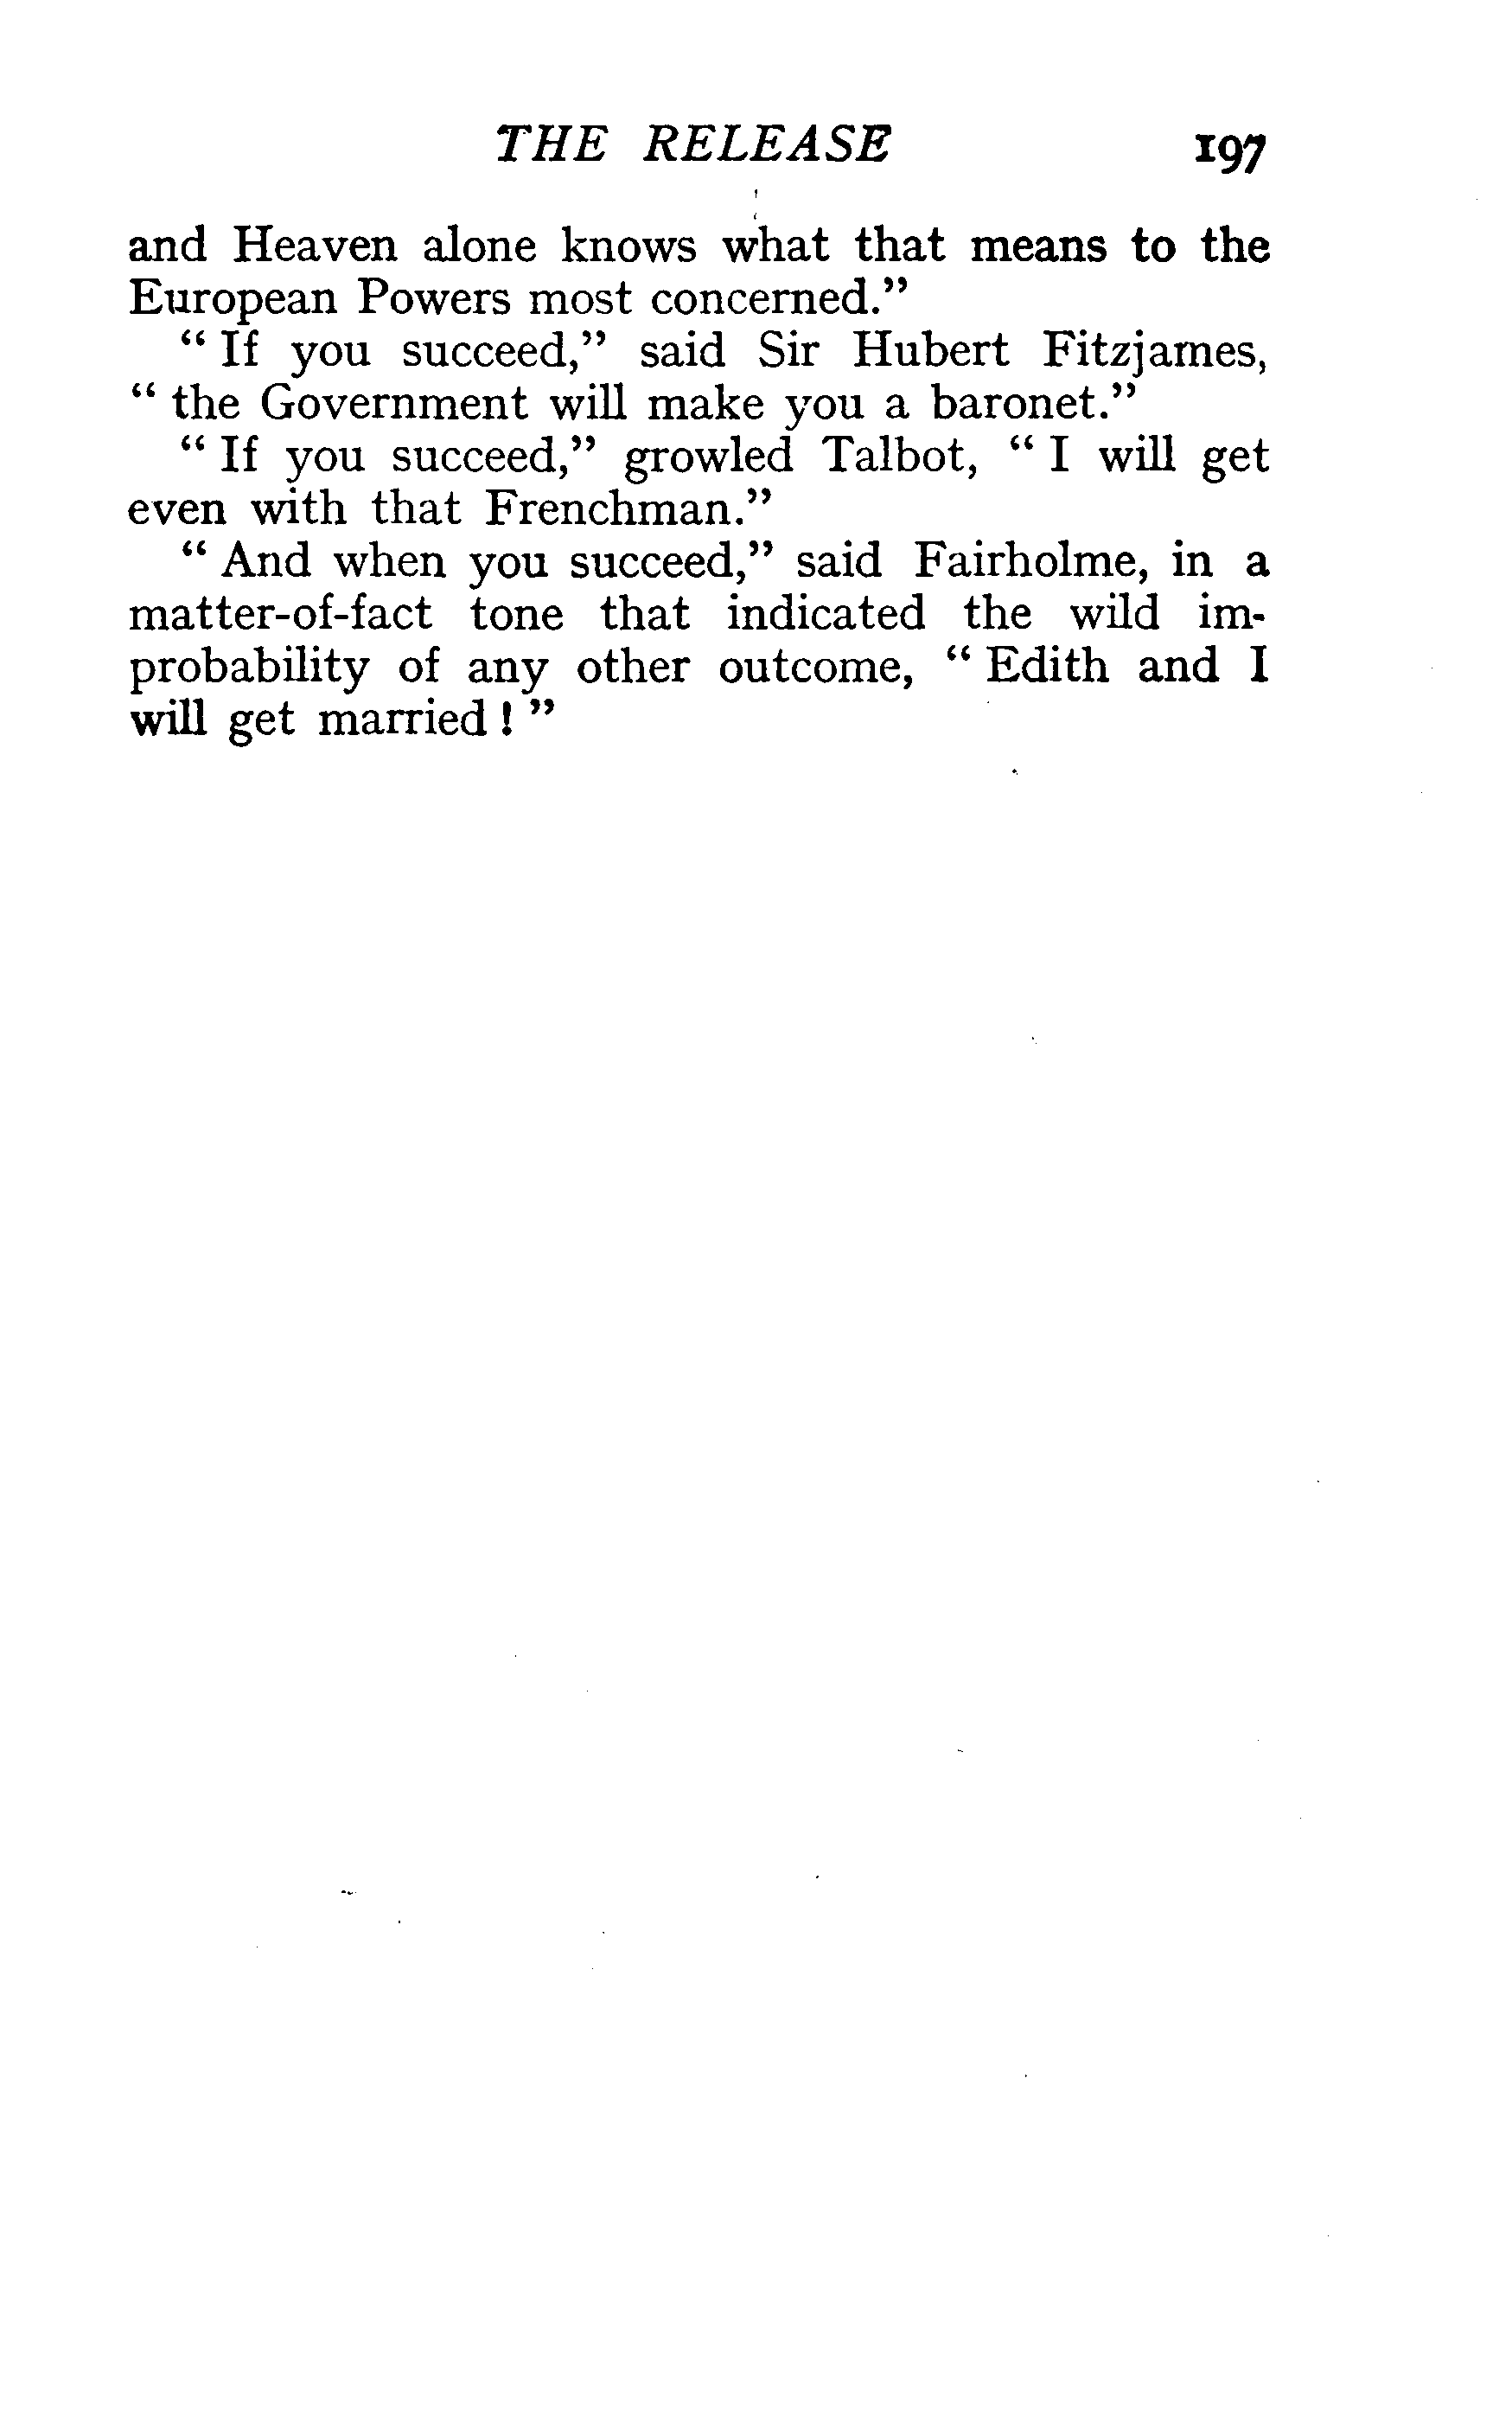 THE RELEASE 197
and Heaven alone knows what that means to the
European Powers most concerned."
" If you succeed," said Sir Hubert Fitzjames,
" the Government will make you a baronet."
" If you succeed," growled Talbot, " I will get
even with that Frenchman."
" And when you succeed," said Fairholme, in a
matter-of-fact tone that indicated the wild im-
probability of any other outcome, " Edith and I
will get married ! "